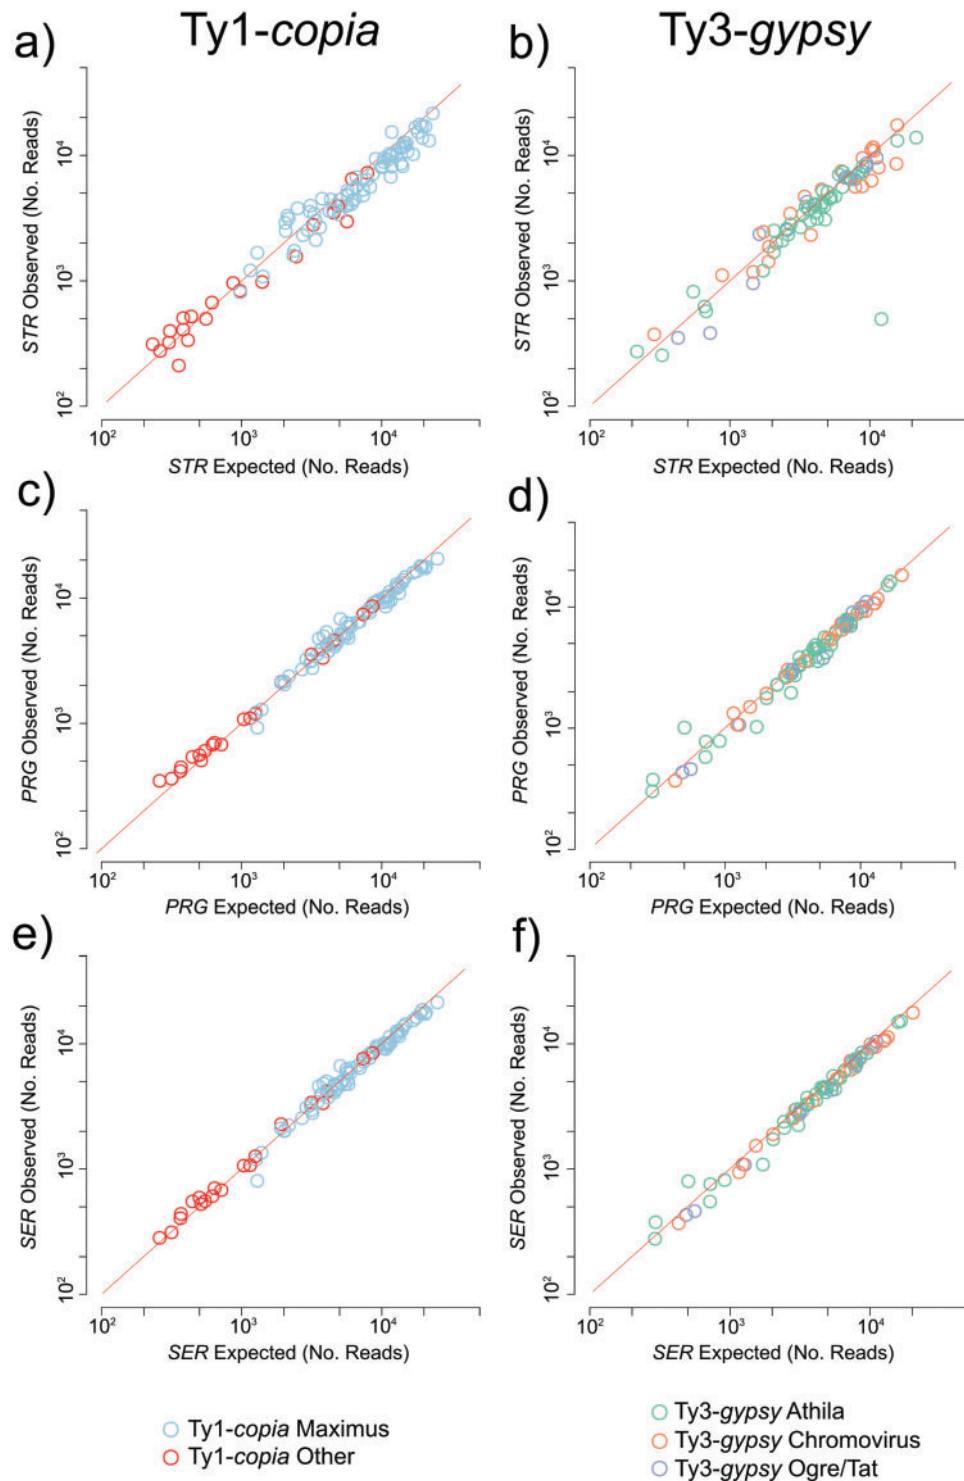 Ty1-copia
Ty3-gypsy
a)
STR Observed (No. Reads)
10⁴
10³
10²
10²
10³
10⁴
STR Expected (No. Reads)
b)
STR Observed (No. Reads)
10⁴
10³
10²
10²
10³
10⁴
STR Expected (No. Reads)
c)
PRG Observed (No. Reads)
10⁴
10³
10²
10²
10³
10⁴
PRG Expected (No. Reads)
d)
PRG Observed (No. Reads)
10⁴
10³
10²
10²
10³
10⁴
PRG Expected (No. Reads)
e)
SER Observed (No. Reads)
10⁴
10³
10²
10²
10³
10⁴
SER Expected (No. Reads)
f)
SER Observed (No. Reads)
10⁴
10³
10²
10²
10³
10⁴
SER Expected (No. Reads)
Ty1-copia Maximus
Ty1-copia Other
Ty3-gypsy Athila
Ty3-gypsy Chromovirus
Ty3-gypsy Ogre/Tat